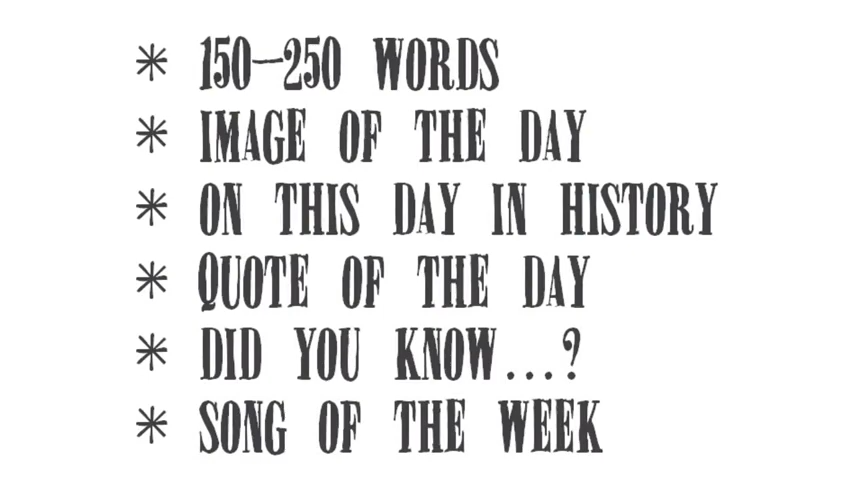 * 150–250 WORDS
* IMAGE OF THE DAY
* ON THIS DAY IN HISTORY
* QUOTE OF THE DAY
* DID YOU KNOW...?
* SONG OF THE WEEK